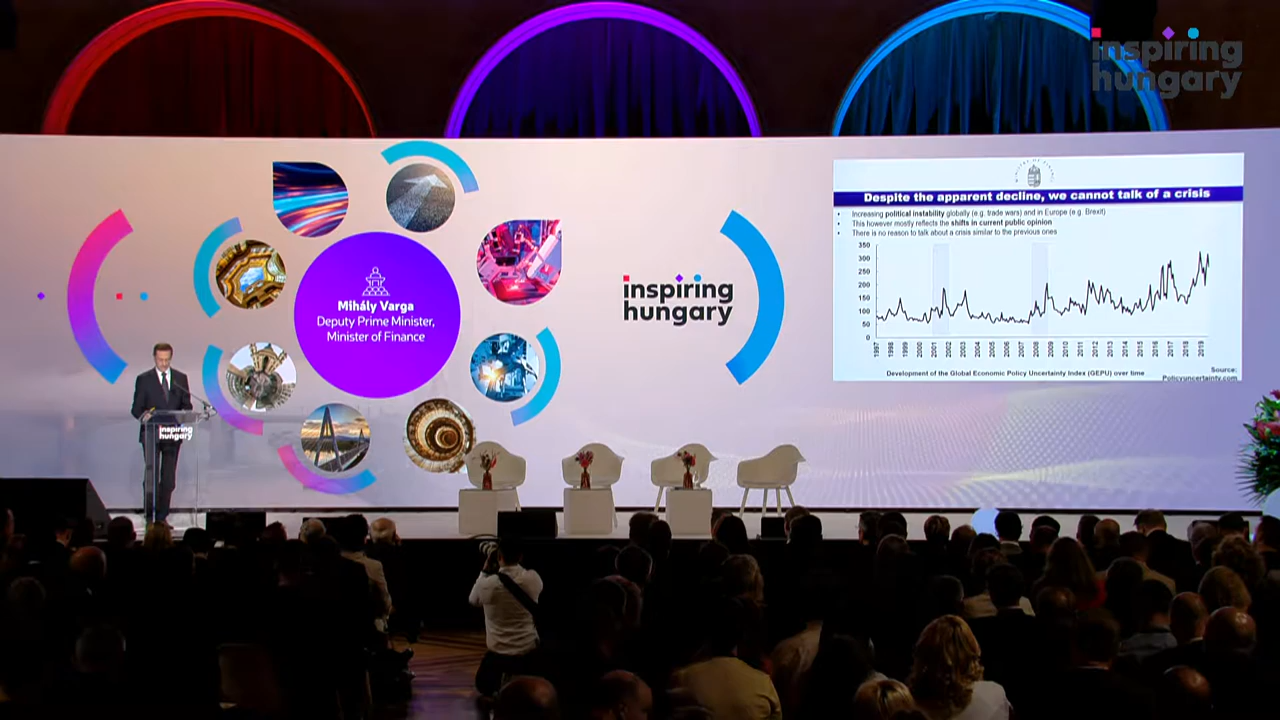 inspiring
hungary
Mihály Varga
Deputy Prime Minister,
Minister of Finance
inspiring
hungary
inspiring
hungary
Despite the apparent decline, we cannot talk of a crisis
• Increasing political instability globally (e.g. trade wars) and in Europe (e.g. Brexit)
• This however mostly reflects the shifts in current public opinion
• There is no reason to talk about a crisis similar to the previous ones
350
300
250
200
150
100
50
0
1997 1998 1999 2000 2001 2002 2003 2004 2005 2006 2007 2008 2009 2010 2011 2012 2013 2014 2015 2016 2017 2018 2019
Development of the Global Economic Policy Uncertainty Index (GEPU) over time
Source:
Policyuncertainty.com